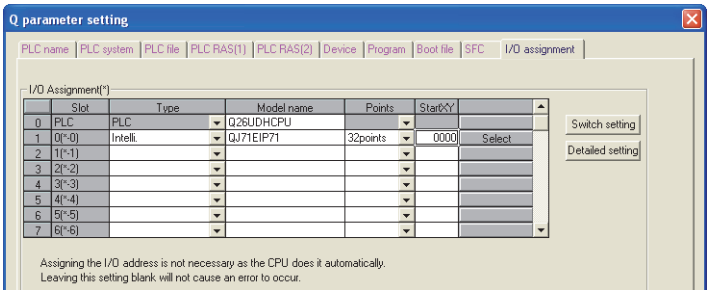 Q parameter setting
PLC name PLC system PLC file PLC RAS(1) PLC RAS(2) Device Program Boot file SFC I/O assignment
I/O Assignment(*)
Slot Type Model name Points StartXY
0 PLC PLC Q26UDHCPU
1 0(*-0) Intelli. QJ71EIP71 32points 0000 Select
2 1(*-1)
3 2(*-2)
4 3(*-3)
5 4(*-4)
6 5(*-5)
7 6(*-6)
Switch setting
Detailed setting
Assigning the I/O address is not necessary as the CPU does it automatically.
Leaving this setting blank will not cause an error to occur.